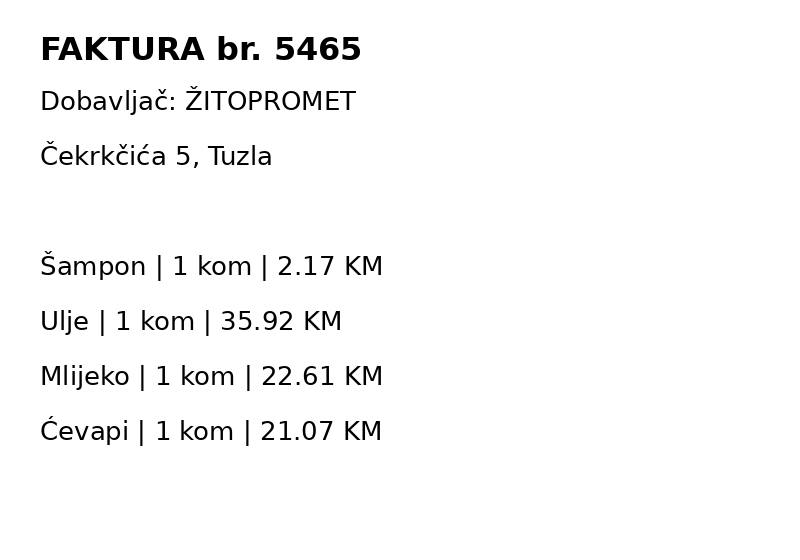 FAKTURA br. 5465
Dobavljač: ŽITOPROMET
Čekrkčića 5, Tuzla
Šampon | 1 kom | 2.17 KM
Ulje | 1 kom | 35.92 KM
Mlijeko | 1 kom | 22.61 KM
Ćevapi | 1 kom | 21.07 KM